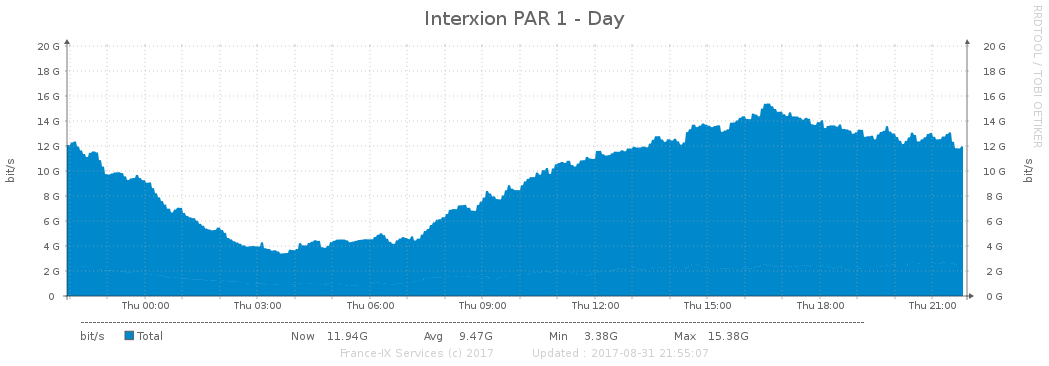 Interxion PAR 1 - Day
RRDTOOL / TOBI OETIKER
bit/s
20 G 20 G
18 G 18 G
16 G 16 G
14 G 14 G
12 G 12 G
10 G 10 G
8 G 8 G
6 G 6 G
4 G 4 G
2 G 2 G
0 0 G
bit/s
Thu 00:00 Thu 03:00 Thu 06:00 Thu 09:00 Thu 12:00 Thu 15:00 Thu 18:00 Thu 21:00
bit/s Total Now 11.94G Avg 9.47G Min 3.38G Max 15.38G
France-IX Services (c) 2017 Updated : 2017-08-31 21:55:07